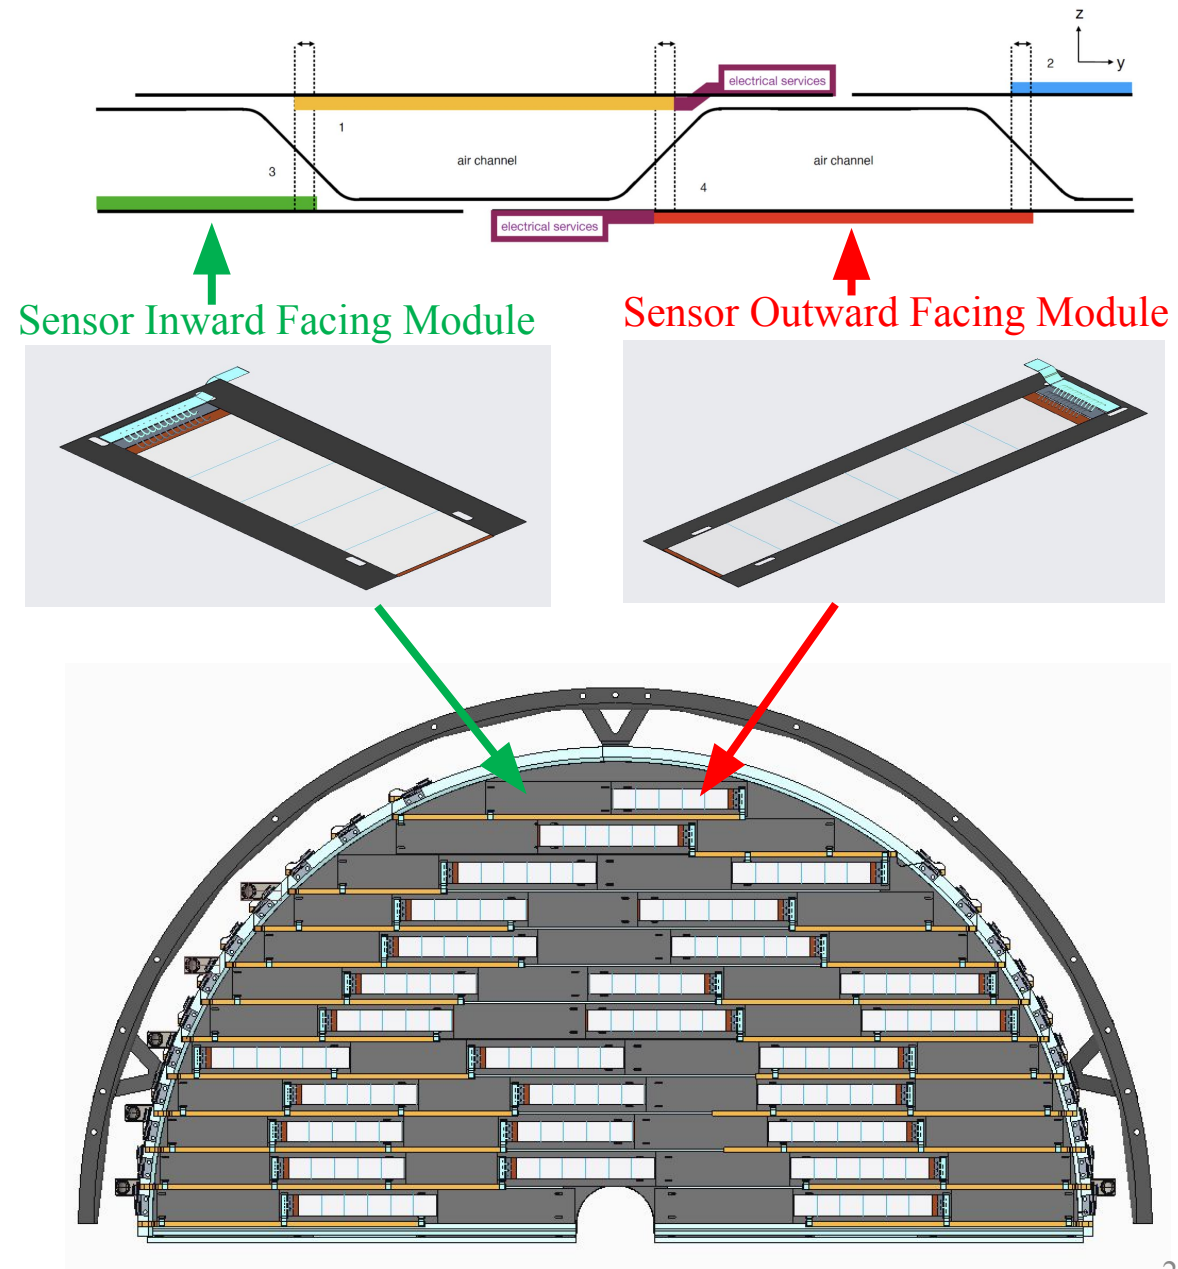 z
y
2
electrical services
1
air channel
air channel
3
4
electrical services
Sensor Inward Facing Module
Sensor Outward Facing Module